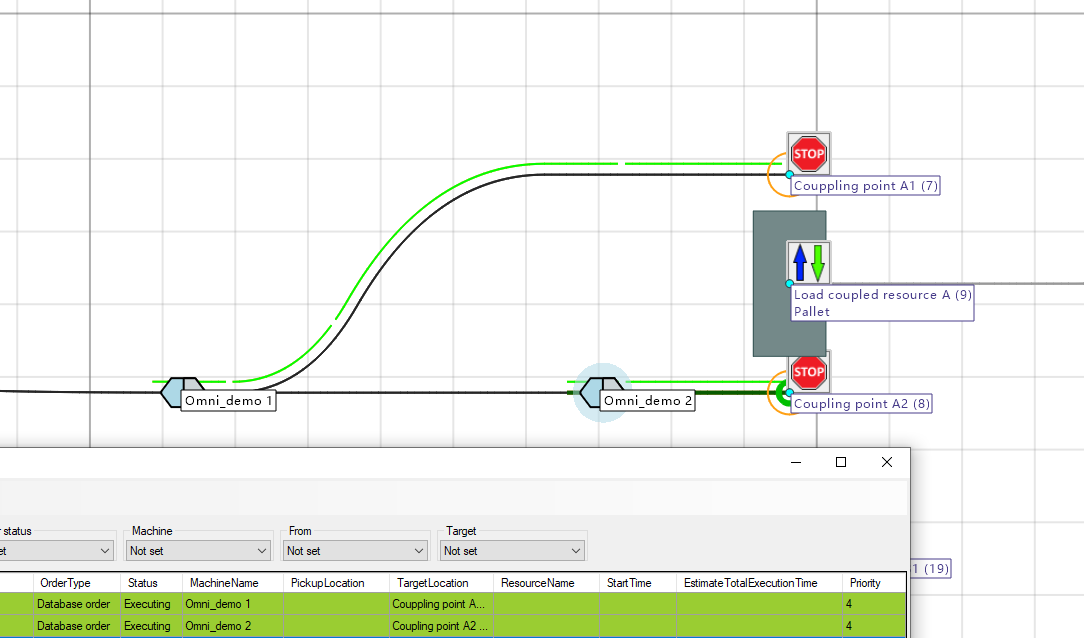 STOP
Couppling point A1 (7)
Load coupled resource A (9)
Pallet
STOP
Omni_demo 1
Omni_demo 2
Coupling point A2 (8)
status
Machine
From
Target
et
Not set
Not set
Not set
1 (19)
OrderType Status MachineName PickupLocation TargetLocation ResourceName StartTime EstimateTotalExecutionTime Priority
Database order Executing Omni_demo 1 Couppling point A... 4
Database order Executing Omni_demo 2 Coupling point A2 ... 4